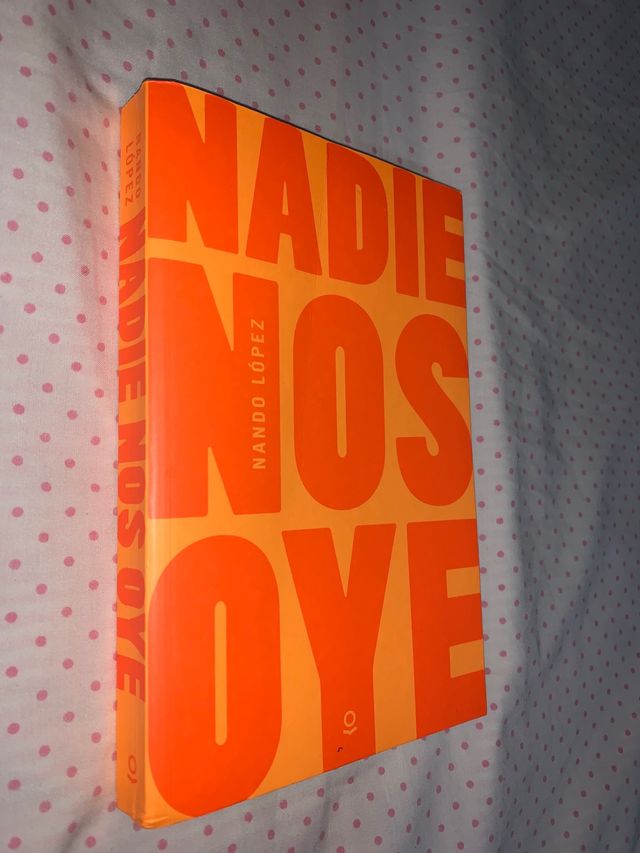 NANDO
LÓPEZ
NADIE NOS OYE
NADIE
NOS
NANDO LÓPEZ
OYE